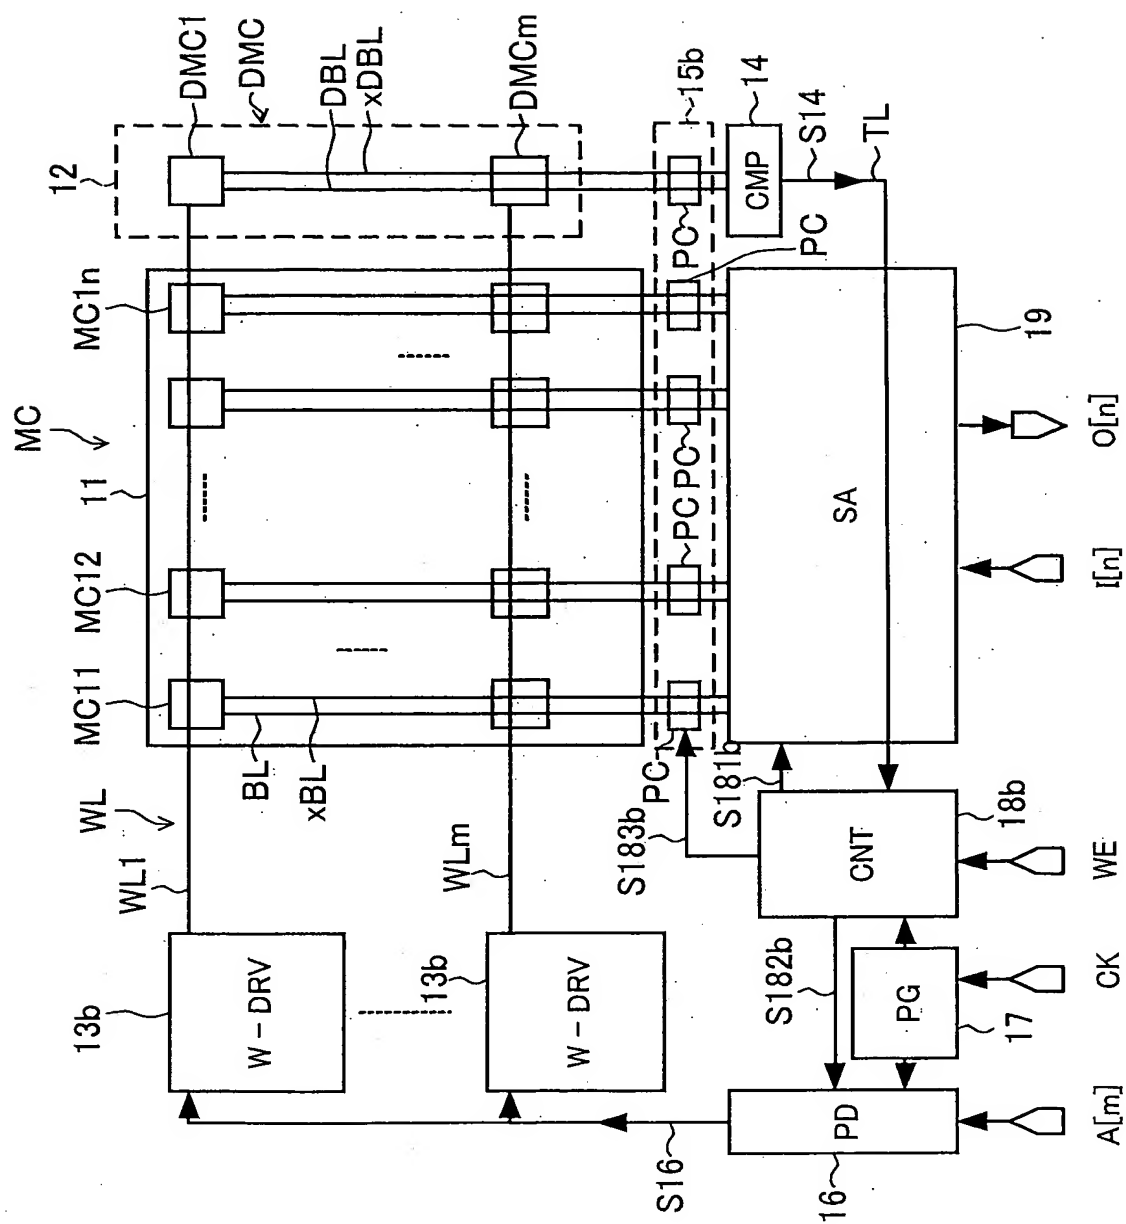 12
DMC1
DMC
DBL
xDBL
DMCm
15b
14
CMP
S14
TL
PC
PC
MC
11
MC1n
MC12
MC11
PC
PC
PC
SA
19
O[n]
I[n]
BL
xBL
WL
WL1
WLm
S183b
S181b
CNT
18b
WE
13b
W-DRV
13b
W-DRV
S182b
PG
17
CK
S16
PD
16
A[m]